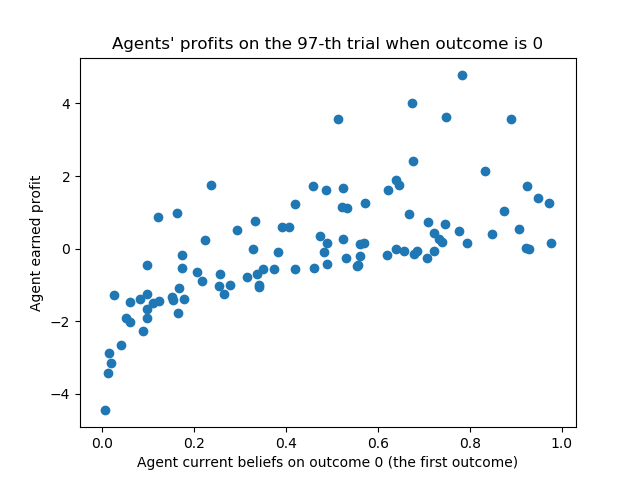 Agents' profits on the 97-th trial when outcome is 0
Agent earned profit
4
2
0
−2
−4
0.0 0.2 0.4 0.6 0.8 1.0
Agent current beliefs on outcome 0 (the first outcome)